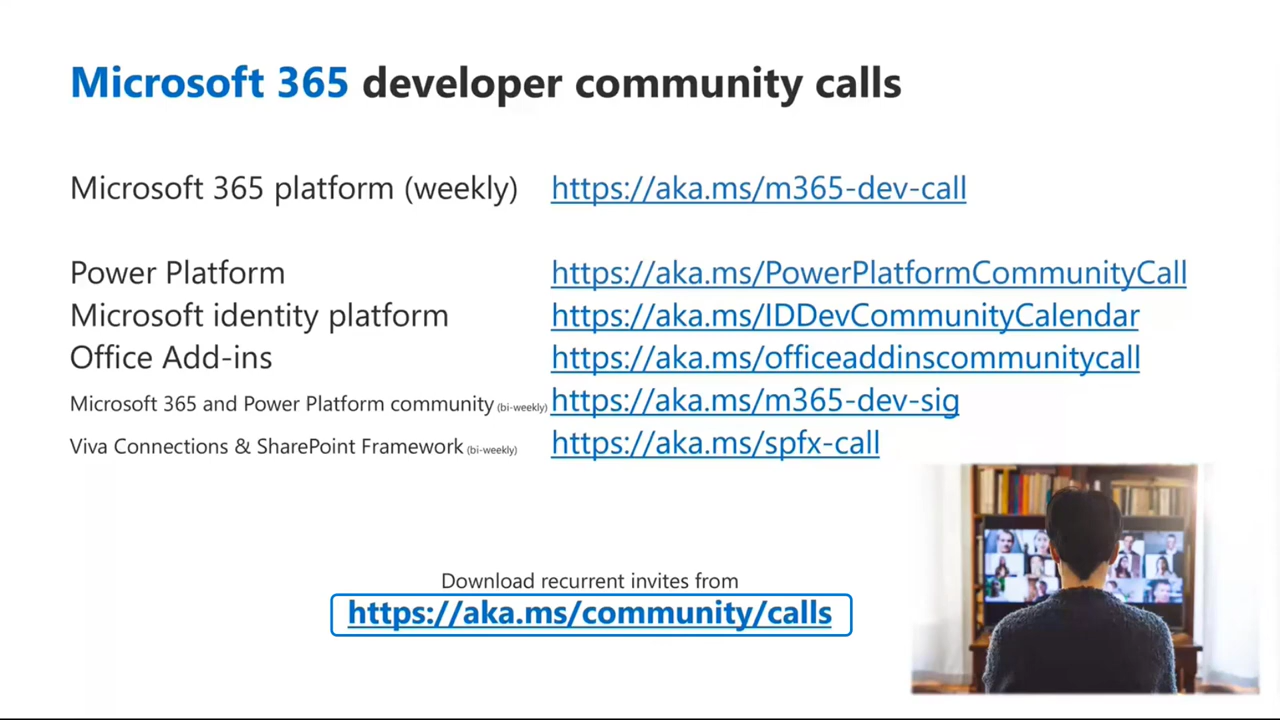 Microsoft 365 developer community calls
Microsoft 365 platform (weekly) https://aka.ms/m365-dev-call
Power Platform https://aka.ms/PowerPlatformCommunityCall
Microsoft identity platform https://aka.ms/IDDevCommunityCalendar
Office Add-ins https://aka.ms/officeaddinscommunitycall
Microsoft 365 and Power Platform community (bi-weekly) https://aka.ms/m365-dev-sig
Viva Connections & SharePoint Framework (bi-weekly) https://aka.ms/spfx-call
Download recurrent invites from
https://aka.ms/community/calls